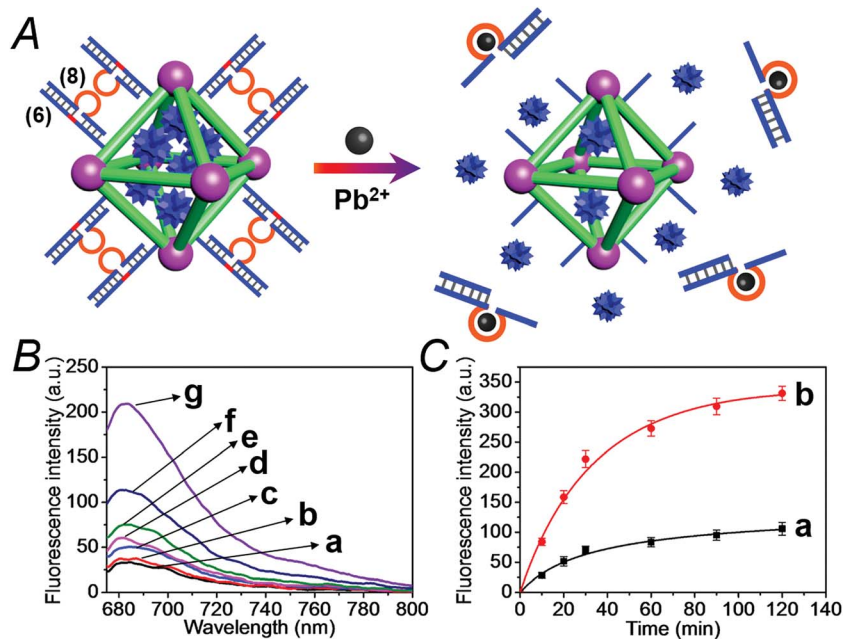 A
(8)
(6)
Pb²⁺
B
Fluorescence intensity (a.u.)
250
200
150
100
50
0
g
f
e
d
c
b
a
680 700 720 740 760 780 800
Wavelength (nm)
C
Fluorescence intensity (a.u.)
350
300
250
200
150
100
50
0
b
a
0 20 40 60 80 100 120 140
Time (min)